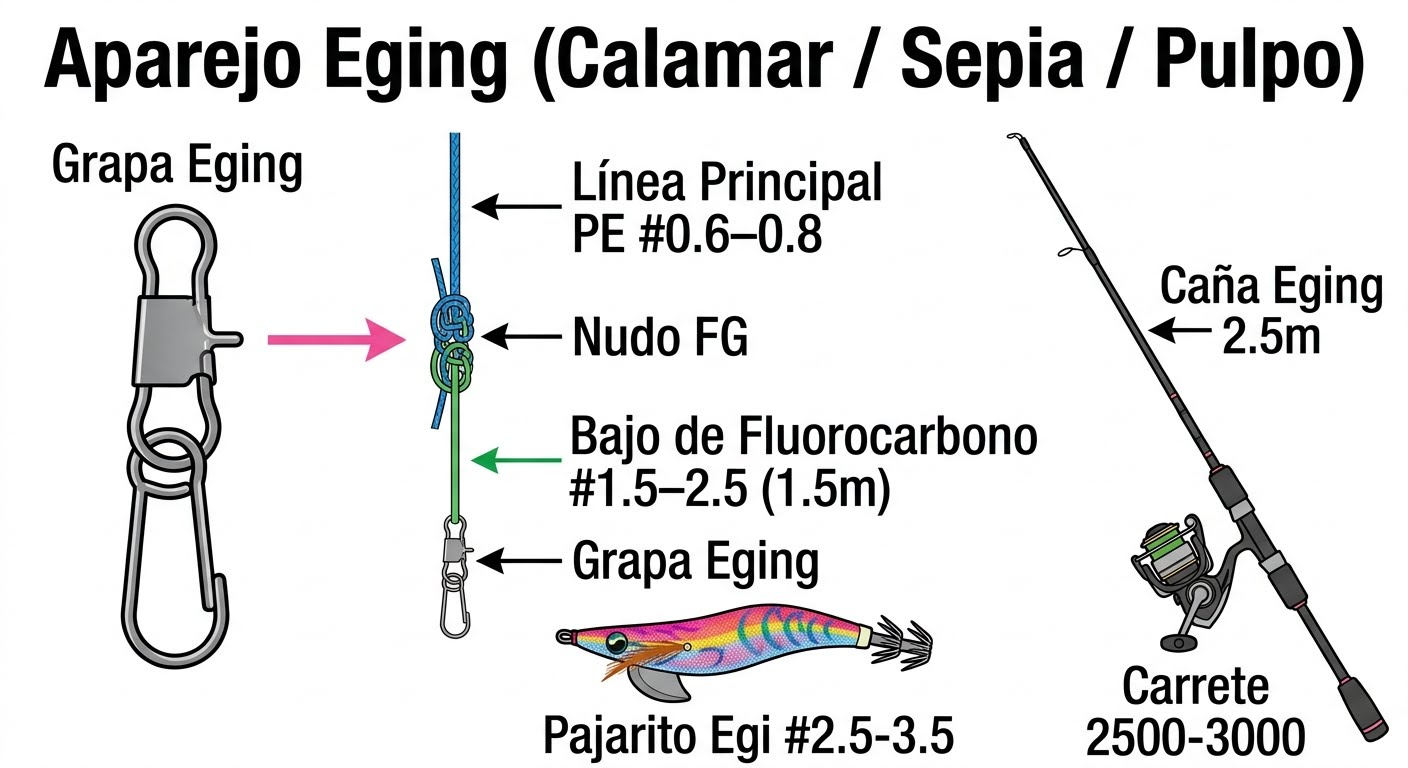 Aparejo Eging (Calamar / Sepia / Pulpo)
Grapa Eging
Línea Principal
PE #0.6–0.8
Nudo FG
Bajo de Fluorocarbono
#1.5–2.5 (1.5m)
Grapa Eging
Pajarito Egi #2.5-3.5
Caña Eging
2.5m
Carrete
2500-3000